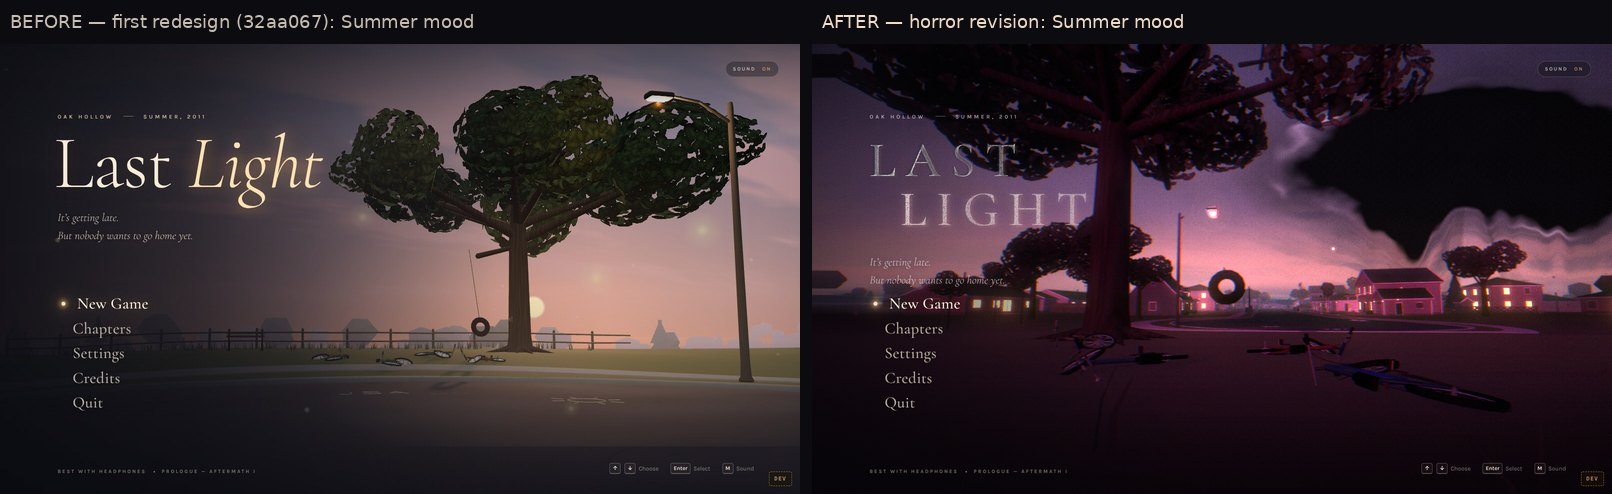 BEFORE — first redesign (32aa067): Summer mood
SOUND ON
OAK HOLLOW — SUMMER, 2011
Last Light
It's getting late.
But nobody wants to go home yet.
New Game
Chapters
Settings
Credits
Quit
BEST WITH HEADPHONES • PROLOGUE — AFTERMATH I
↑ ↓ Choose Enter Select M Sound
DEV
AFTER — horror revision: Summer mood
SOUND ON
OAK HOLLOW — SUMMER, 2011
LAST
LIGHT
It's getting late.
But nobody wants to go home yet.
New Game
Chapters
Settings
Credits
Quit
BEST WITH HEADPHONES • PROLOGUE — AFTERMATH I
↑ ↓ Choose Enter Select M Sound
DEV